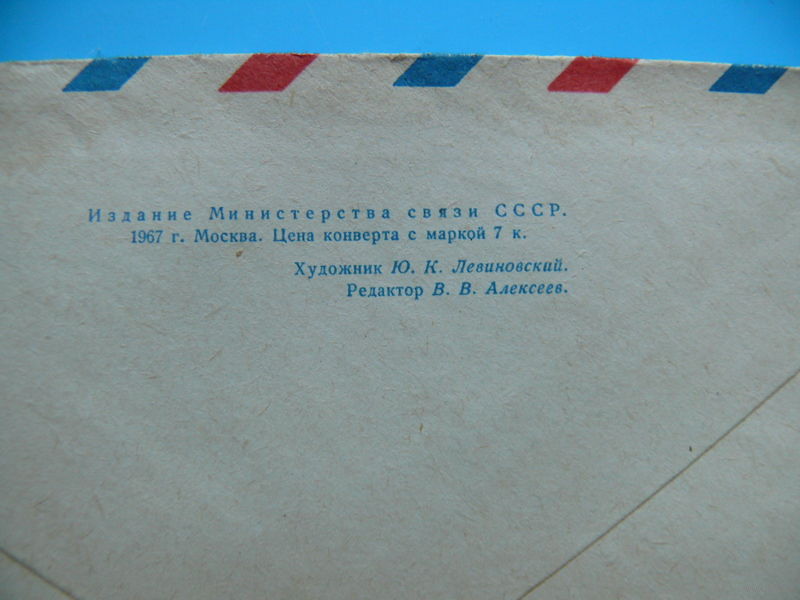 Издание Министерства связи СССР.
1967 г. Москва. Цена конверта с маркой 7 к.
Художник Ю. К. Левиновский.
Редактор В. В. Алексеев.